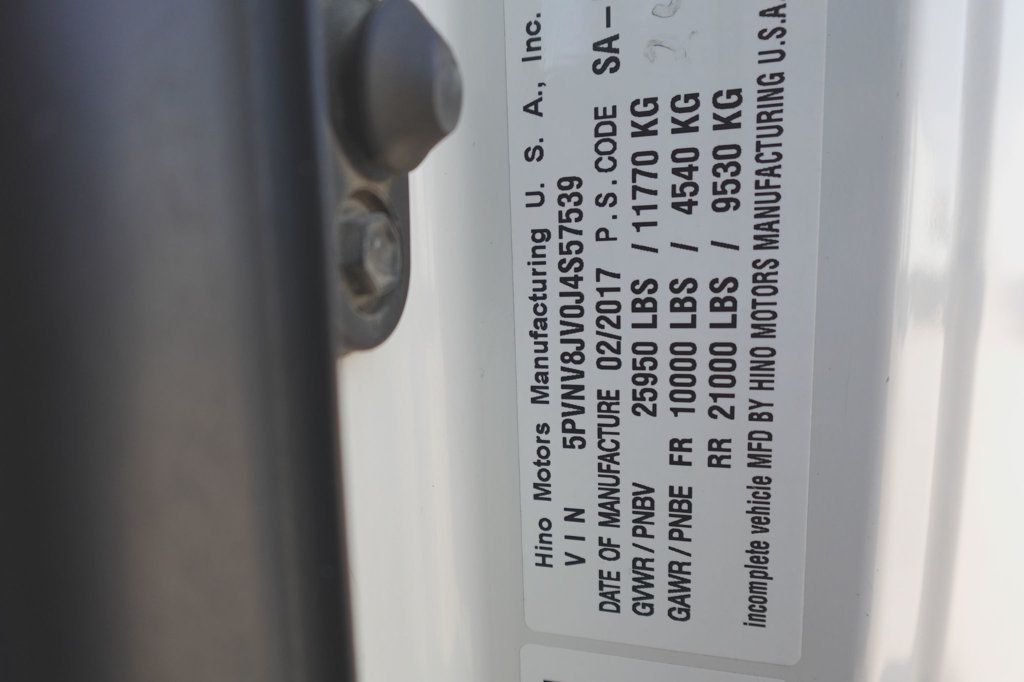 Hino Motors Manufacturing U. S. A., Inc.
VIN 5PVNV8JV0J4S57539
DATE OF MANUFACTURE 02/2017 P.S.CODE SA-
GVWR/PNBV 25950 LBS / 11770 KG
GAWR/PNBE FR 10000 LBS / 4540 KG
RR 21000 LBS / 9530 KG
incomplete vehicle MFD BY HINO MOTORS MANUFACTURING U.S.A.